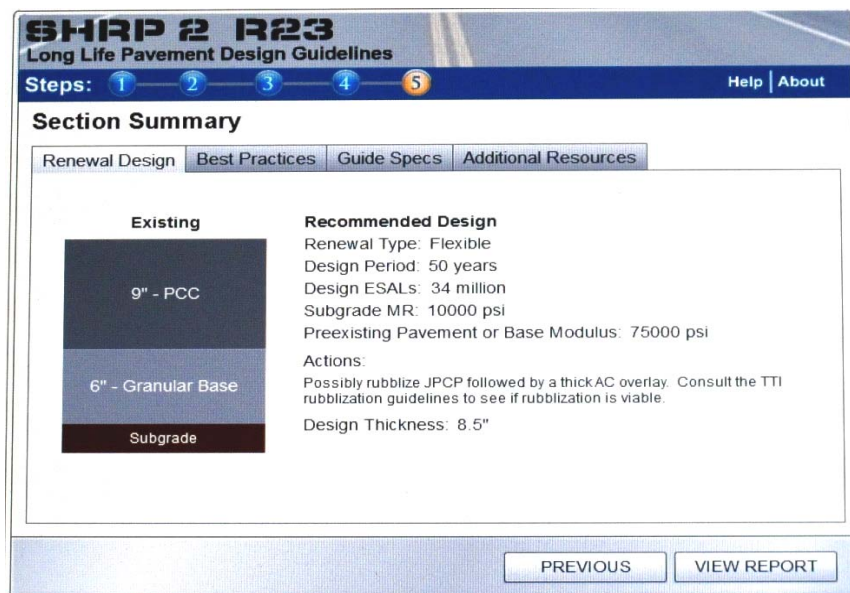 SHRP 2 R23
Long Life Pavement Design Guidelines
Steps: 1 2 3 4 5
Help | About
Section Summary
Renewal Design Best Practices Guide Specs Additional Resources
Existing
9" - PCC
6" - Granular Base
Subgrade
Recommended Design
Renewal Type: Flexible
Design Period: 50 years
Design ESALs: 34 million
Subgrade MR: 10000 psi
Preexisting Pavement or Base Modulus: 75000 psi
Actions:
Possibly rubblize JPCP followed by a thick AC overlay. Consult the TTI
rubblization guidelines to see if rubblization is viable.
Design Thickness: 8.5"
PREVIOUS VIEW REPORT